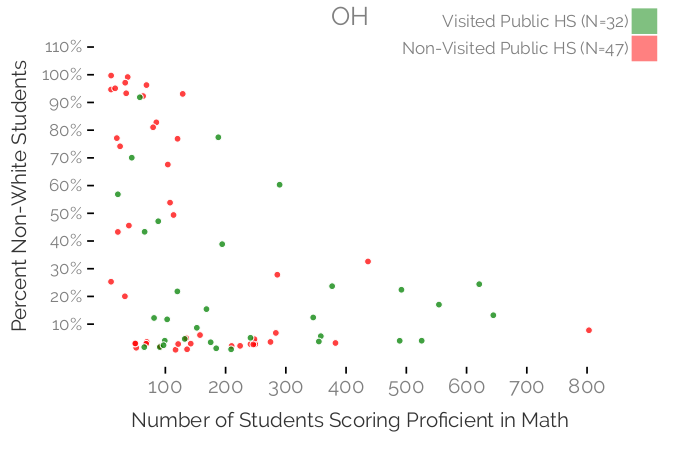 OH
Visited Public HS (N=32)
Non-Visited Public HS (N=47)
Percent Non-White Students
110%
100%
90%
80%
70%
60%
50%
40%
30%
20%
10%
100 200 300 400 500 600 700 800
Number of Students Scoring Proficient in Math